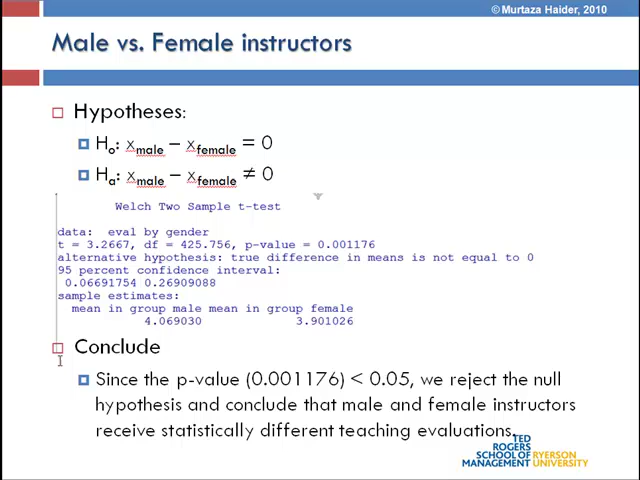 © Murtaza Haider, 2010
Male vs. Female instructors
Hypotheses:
Ho: xmale – xfemale = 0
Ha: xmale – xfemale ≠ 0
Welch Two Sample t-test
data: eval by gender
t = 3.2667, df = 425.756, p-value = 0.001176
alternative hypothesis: true difference in means is not equal to 0
95 percent confidence interval:
0.06691754 0.26909088
sample estimates:
mean in group male mean in group female
4.069030 3.901026
Conclude
Since the p-value (0.001176) < 0.05, we reject the null
hypothesis and conclude that male and female instructors
receive statistically different teaching evaluations.
TED
ROGERS
SCHOOL OF RYERSON
MANAGEMENT UNIVERSITY